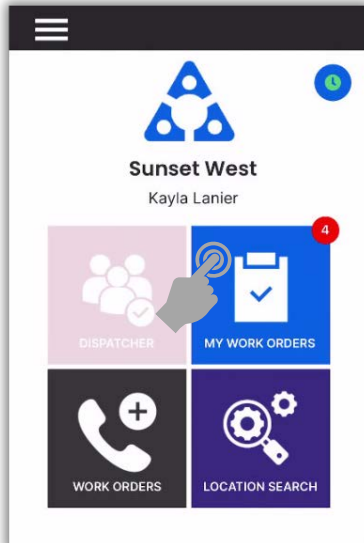 Sunset West
Kayla Lanier
4
DISPATCHER
MY WORK ORDERS
WORK ORDERS
LOCATION SEARCH